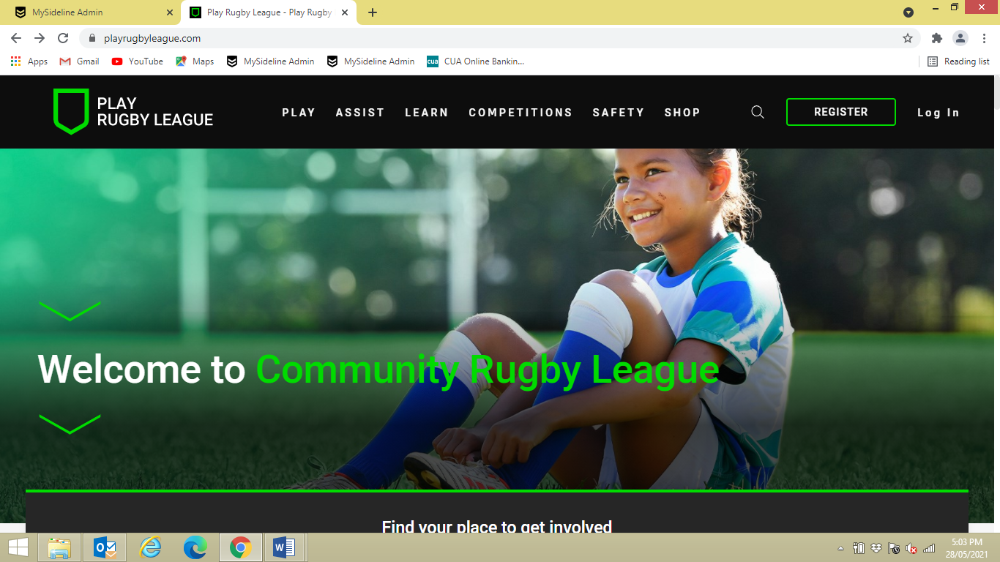 MySideline Admin
Play Rugby League - Play Rugby
playrugbyleague.com
Apps
Gmail
YouTube
Maps
MySideline Admin
MySideline Admin
cua
CUA Online Bankin...
Reading list
PLAY
RUGBY LEAGUE
PLAY
ASSIST
LEARN
COMPETITIONS
SAFETY
SHOP
REGISTER
Log In
Welcome to Community Rugby League
Find your place to get involved
5:03 PM
28/05/2021